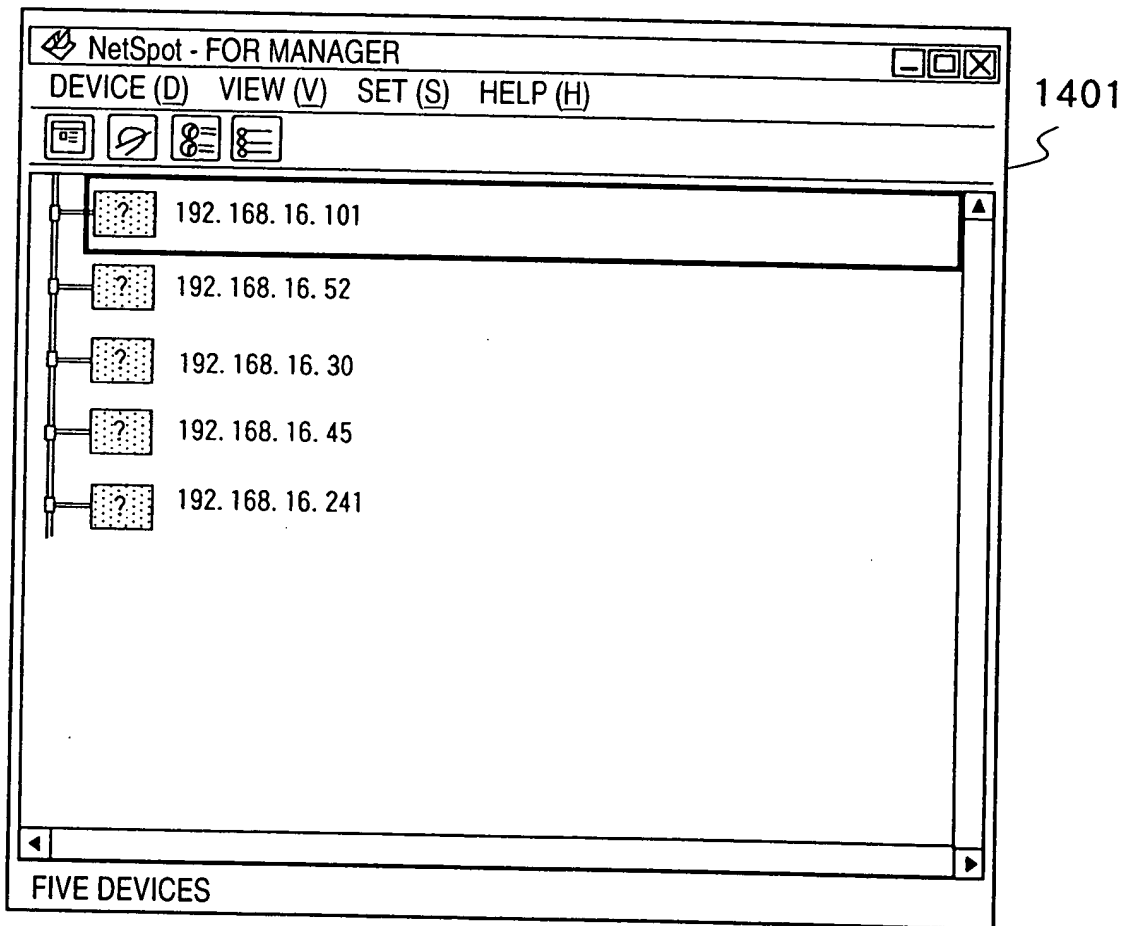 NetSpot - FOR MANAGER
DEVICE (D) VIEW (V) SET (S) HELP (H)
1401
? 192. 168. 16. 101
? 192. 168. 16. 52
? 192. 168. 16. 30
? 192. 168. 16. 45
? 192. 168. 16. 241
FIVE DEVICES